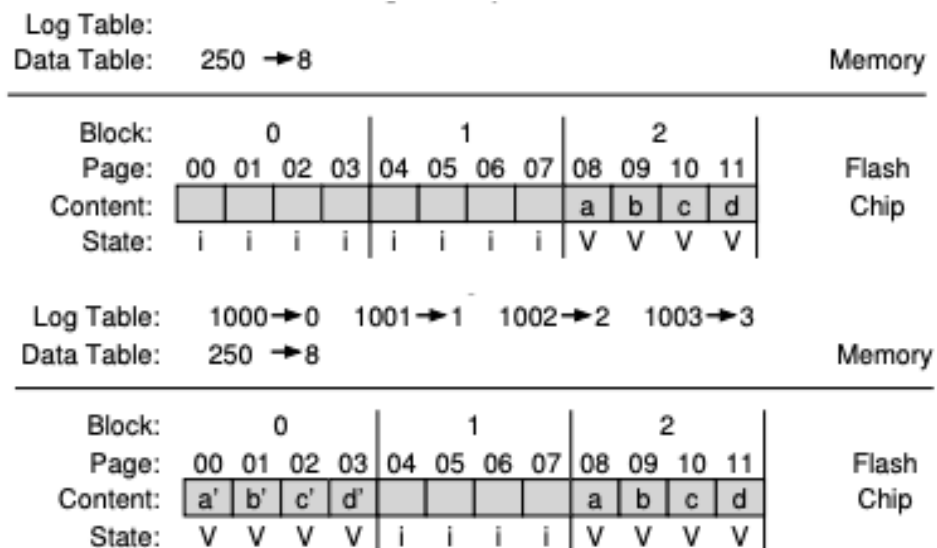 Log Table:
Data Table: 250 → 8 Memory
Block: 0 1 2
Page: 00 01 02 03 04 05 06 07 08 09 10 11 Flash
Content: a b c d Chip
State: i i i i i i i i V V V V
Log Table: 1000→0 1001→1 1002→2 1003→3
Data Table: 250 → 8 Memory
Block: 0 1 2
Page: 00 01 02 03 04 05 06 07 08 09 10 11 Flash
Content: a' b' c' d' a b c d Chip
State: V V V V i i i i V V V V